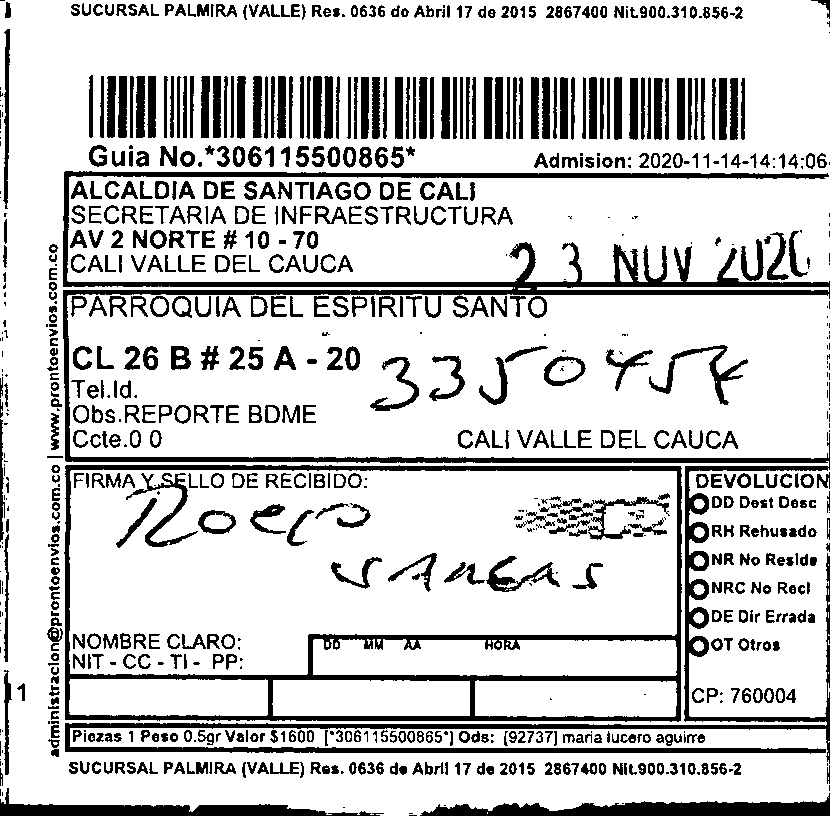 SUCURSAL PALMIRA (VALLE) Res. 0636 do Abril 17 de 2015 2867400 Nit.900.310.856-2
Guia No.*306115500865*
Admision: 2020-11-14-14:14:06
ALCALDIA DE SANTIAGO DE CALI
SECRETARIA DE INFRAESTRUCTURA
AV 2 NORTE # 10 - 70
CALI VALLE DEL CAUCA
23 NOV 2020
PARROQUIA DEL ESPIRITU SANTO
CL 26 B # 25 A - 20
3350454
Tel.Id.
Obs.REPORTE BDME
Ccte.0 0
CALI VALLE DEL CAUCA
www.prontoenvios.com.co
administracion@prontoenvios.com.co
FIRMA Y SELLO DE RECIBIDO:
VARGAS
NOMBRE CLARO:
NIT - CC - TI - PP:
DD MM AA HORA
DEVOLUCION
DD Dest Desc
RH Rehusado
NR No Reside
NRC No Recl
DE Dir Errada
OT Otros
CP: 760004
11
Piezas 1 Peso 0.5gr Valor $1600 [*306115500865*] Ods: [92737] maria lucero aguirre
SUCURSAL PALMIRA (VALLE) Res. 0636 de Abril 17 de 2015 2867400 Nit.900.310.856-2